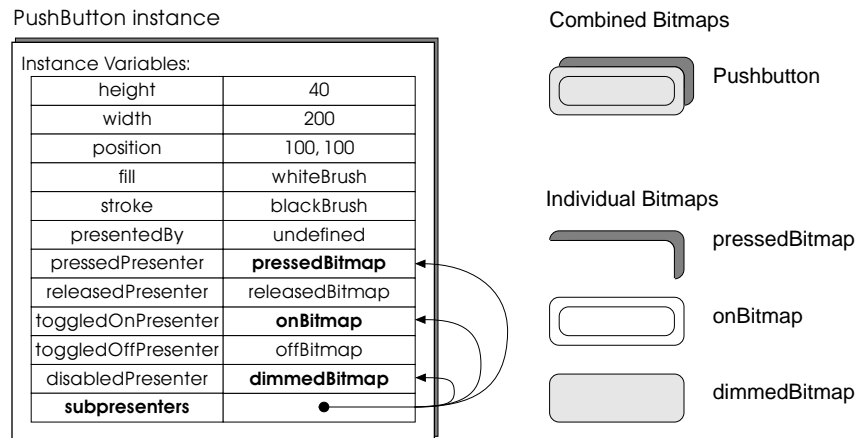 PushButton instance
Instance Variables:
height 40
width 200
position 100, 100
fill whiteBrush
stroke blackBrush
presentedBy undefined
pressedPresenter pressedBitmap
releasedPresenter releasedBitmap
toggledOnPresenter onBitmap
toggledOffPresenter offBitmap
disabledPresenter dimmedBitmap
subpresenters
Combined Bitmaps
Pushbutton
Individual Bitmaps
pressedBitmap
onBitmap
dimmedBitmap